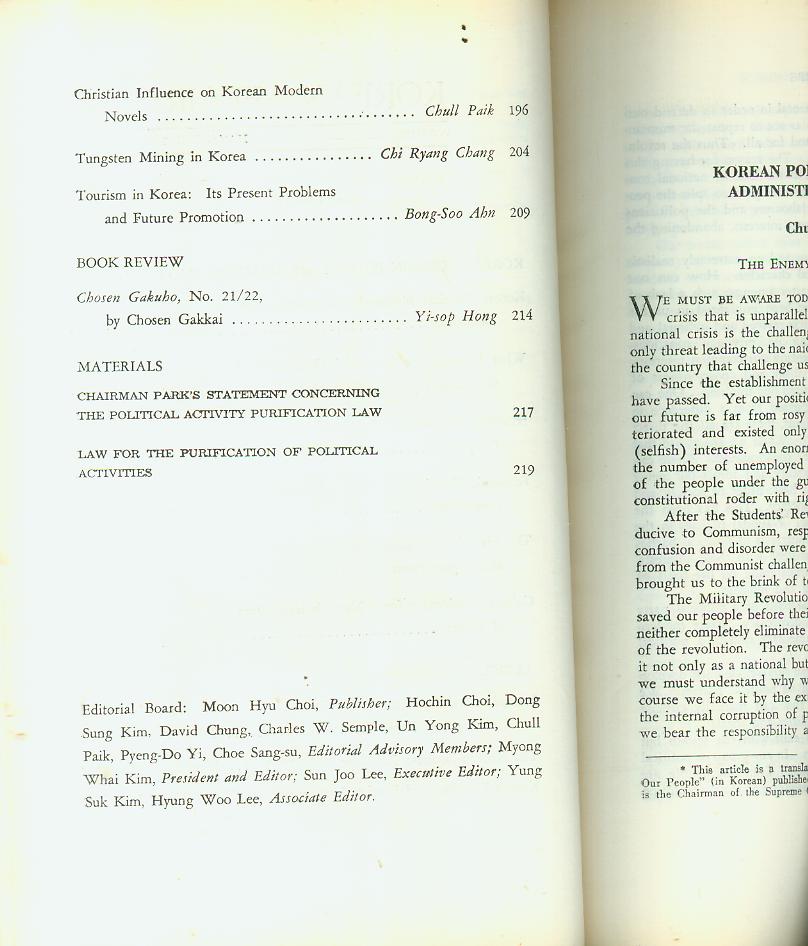 Christian Influence on Korean Modern
Novels ................................... Chull Paik 196
Tungsten Mining in Korea ................ Chi Ryang Chang 204
Tourism in Korea: Its Present Problems
and Future Promotion .................... Bong-Soo Ahn 209
BOOK REVIEW
Chosen Gakuho, No. 21/22,
by Chosen Gakkai ........................ Yi-sop Hong 214
MATERIALS
CHAIRMAN PARK'S STATEMENT CONCERNING
THE POLITICAL ACTIVITY PURIFICATION LAW 217
LAW FOR THE PURIFICATION OF POLITICAL
ACTIVITIES 219
Editorial Board: Moon Hyu Choi, Publisher; Hochin Choi, Dong
Sung Kim, David Chung, Charles W. Semple, Un Yong Kim, Chull
Paik, Pyeng-Do Yi, Choe Sang-su, Editorial Advisory Members; Myong
Whai Kim, President and Editor; Sun Joo Lee, Executive Editor; Yung
Suk Kim, Hyung Woo Lee, Associate Editor.
KOREAN PO
ADMINIST
Chu
THE ENEMY
WE MUST BE AWARE TOD
crisis that is unparallel
national crisis is the challen
only threat leading to the
the country that challenge us
Since the establishment
have passed. Yet our positi
our future is far from rosy
teriorated and existed only
(selfish) interests. An enor
the number of unemployed
of the people under the gu
constitutional roder with rig
After the Students' Re
ducive to Communism, resp
confusion and disorder were
from the Communist challen
brought us to the brink of t
The Military Revolutio
saved our people before thei
neither completely eliminate
of the revolution. The revo
it not only as a national but
we must understand why w
course we face it by the ex
the internal corruption of p
we bear the responsibility a
* This article is a transla
Our People" (in Korean) publishe
is the Chairman of the Supreme